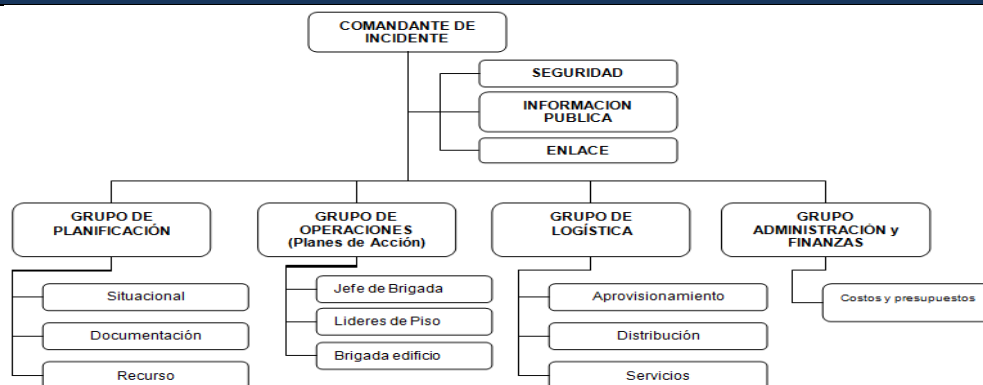 COMANDANTE DE
INCIDENTE
SEGURIDAD
INFORMACION
PUBLICA
ENLACE
GRUPO DE
PLANIFICACIÓN
Situacional
Documentación
Recurso
GRUPO DE
OPERACIONES
(Planes de Acción)
Jefe de Brigada
Lideres de Piso
Brigada edificio
GRUPO DE
LOGÍSTICA
Aprovisionamiento
Distribución
Servicios
GRUPO
ADMINISTRACIÓN y
FINANZAS
Costos y presupuestos